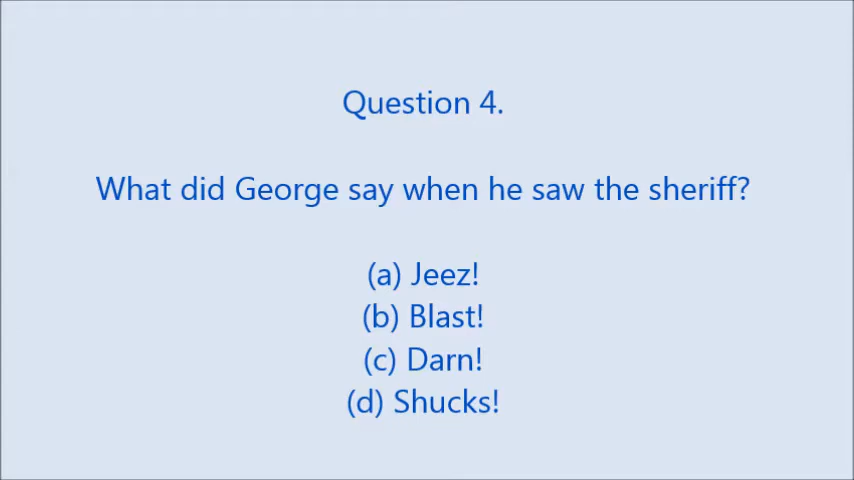 Question 4.
What did George say when he saw the sheriff?
(a) Jeez!
(b) Blast!
(c) Darn!
(d) Shucks!